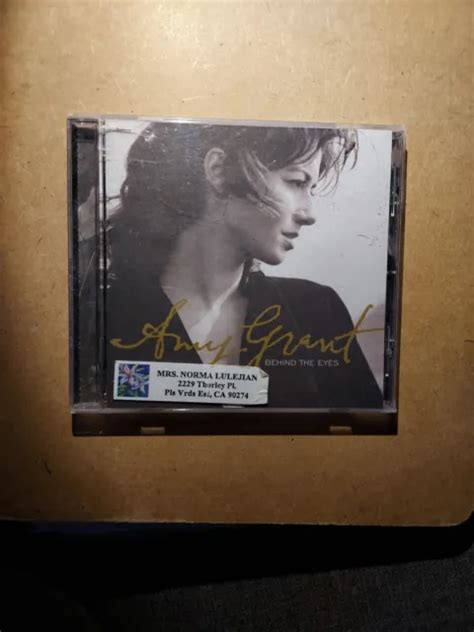 Amy Grant
BEHIND THE EYES
MRS. NORMA LULEJIAN
2229 Thorley Pl.
Pls Vrds Est, CA 90274